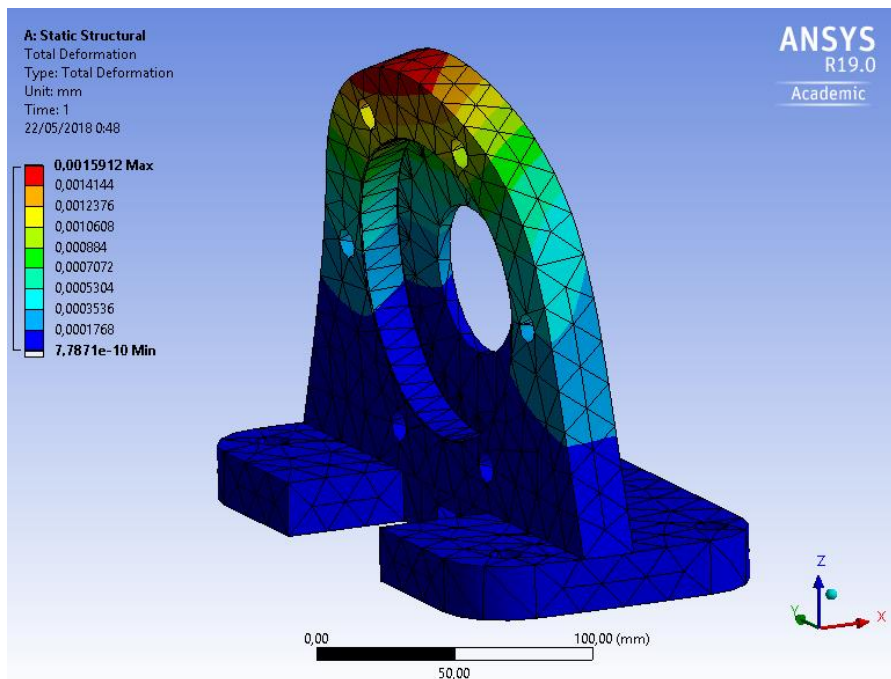 A: Static Structural
Total Deformation
Type: Total Deformation
Unit: mm
Time: 1
22/05/2018 0:48
ANSYS
R19.0
Academic
0,0015912 Max
0,0014144
0,0012376
0,0010608
0,000884
0,0007072
0,0005304
0,0003536
0,0001768
7,7871e-10 Min
Z
Y
X
0,00
100,00 (mm)
50,00